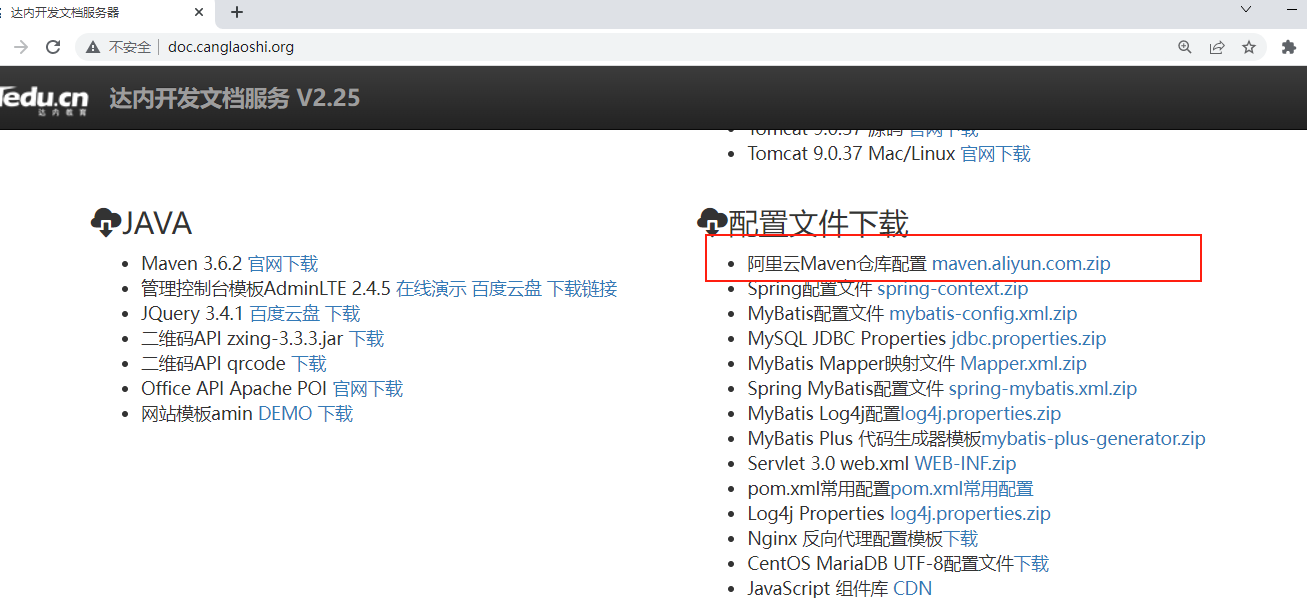 达内开发文档服务器
不安全 doc.canglaoshi.org
Tedu.cn 达内教育 达内开发文档服务 V2.25
Tomcat 9.0.37 源码 官网下载
Tomcat 9.0.37 Mac/Linux 官网下载
JAVA
Maven 3.6.2 官网下载
管理控制台模板AdminLTE 2.4.5 在线演示 百度云盘 下载链接
JQuery 3.4.1 百度云盘 下载
二维码API zxing-3.3.3.jar 下载
二维码API qrcode 下载
Office API Apache POI 官网下载
网站模板amin DEMO 下载
配置文件下载
阿里云Maven仓库配置 maven.aliyun.com.zip
Spring配置文件 spring-context.zip
MyBatis配置文件 mybatis-config.xml.zip
MySQL JDBC Properties jdbc.properties.zip
MyBatis Mapper映射文件 Mapper.xml.zip
Spring MyBatis配置文件 spring-mybatis.xml.zip
MyBatis Log4j配置log4j.properties.zip
MyBatis Plus 代码生成器模板mybatis-plus-generator.zip
Servlet 3.0 web.xml WEB-INF.zip
pom.xml常用配置pom.xml常用配置
Log4j Properties log4j.properties.zip
Nginx 反向代理配置模板下载
CentOS MariaDB UTF-8配置文件下载
JavaScript 组件库 CDN